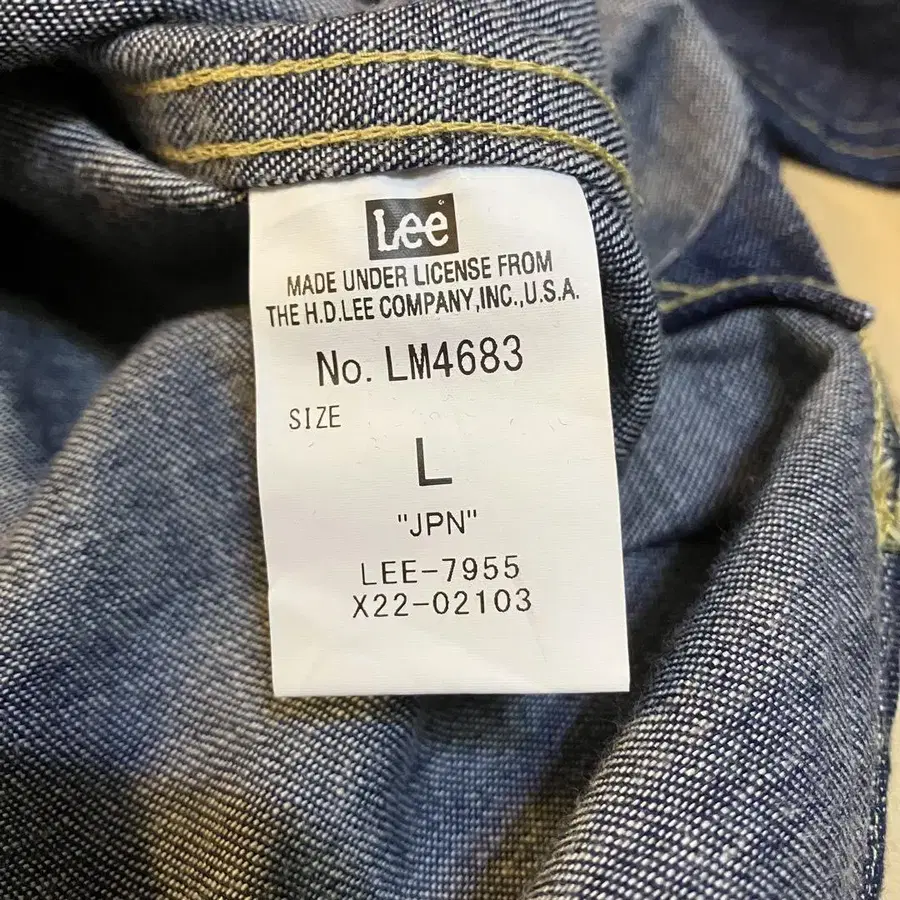 Lee
MADE UNDER LICENSE FROM
THE H.D.LEE COMPANY,INC.,U.S.A.
No. LM4683
SIZE
L
"JPN"
LEE-7955
X22-02103